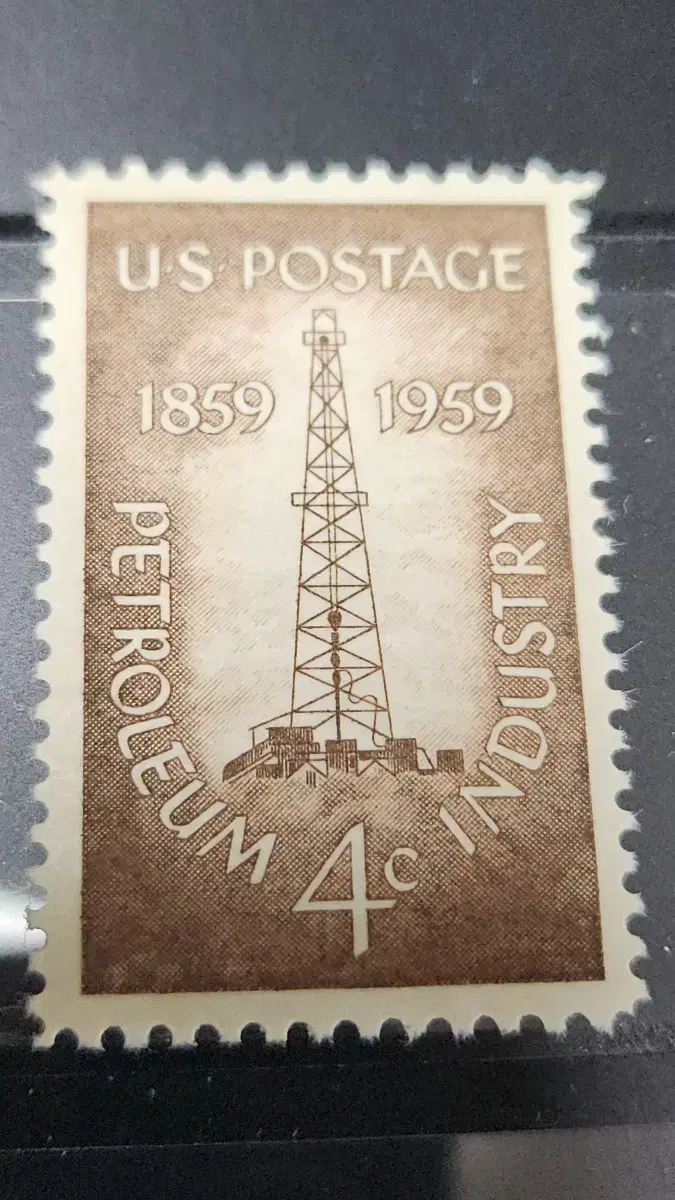 U·S· POSTAGE
1859 1959
PETROLEUM INDUSTRY
4c